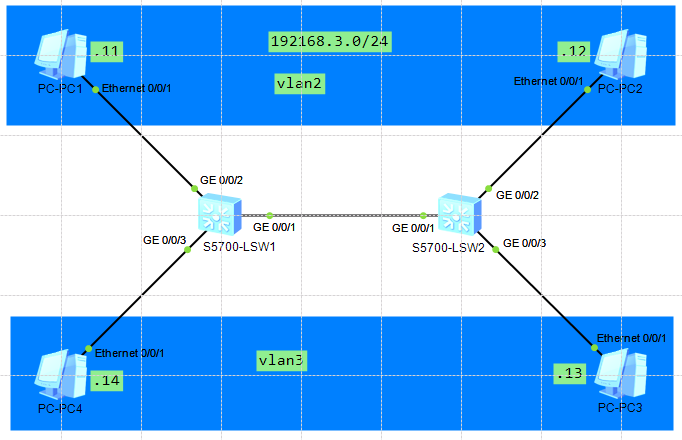 192168.3.0/24
.11
.12
vlan2
PC-PC1
Ethernet 0/0/1
Ethernet 0/0/1
PC-PC2
GE 0/0/2
GE 0/0/2
GE 0/0/1
GE 0/0/1
GE 0/0/3
S5700-LSW1
S5700-LSW2
GE 0/0/3
Ethernet 0/0/1
Ethernet 0/0/1
vlan3
.14
.13
PC-PC4
PC-PC3